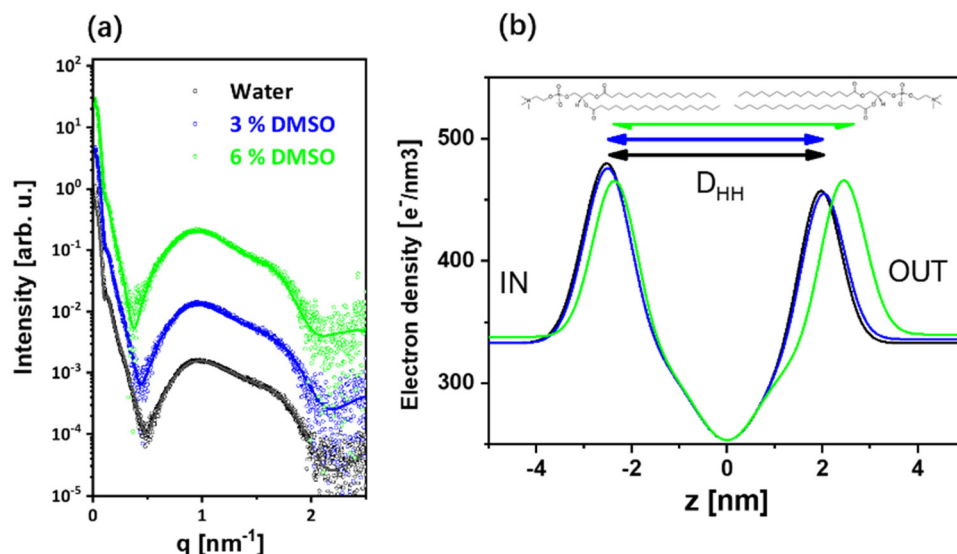 (a)
10²
10¹
10⁰
10⁻¹
10⁻²
10⁻³
10⁻⁴
10⁻⁵
Intensity [arb. u.]
Water
3 % DMSO
6 % DMSO
0
1
2
q [nm⁻¹]
(b)
500
400
300
Electron density [e⁻/nm3]
D_HH
IN
OUT
-4
-2
0
2
4
z [nm]